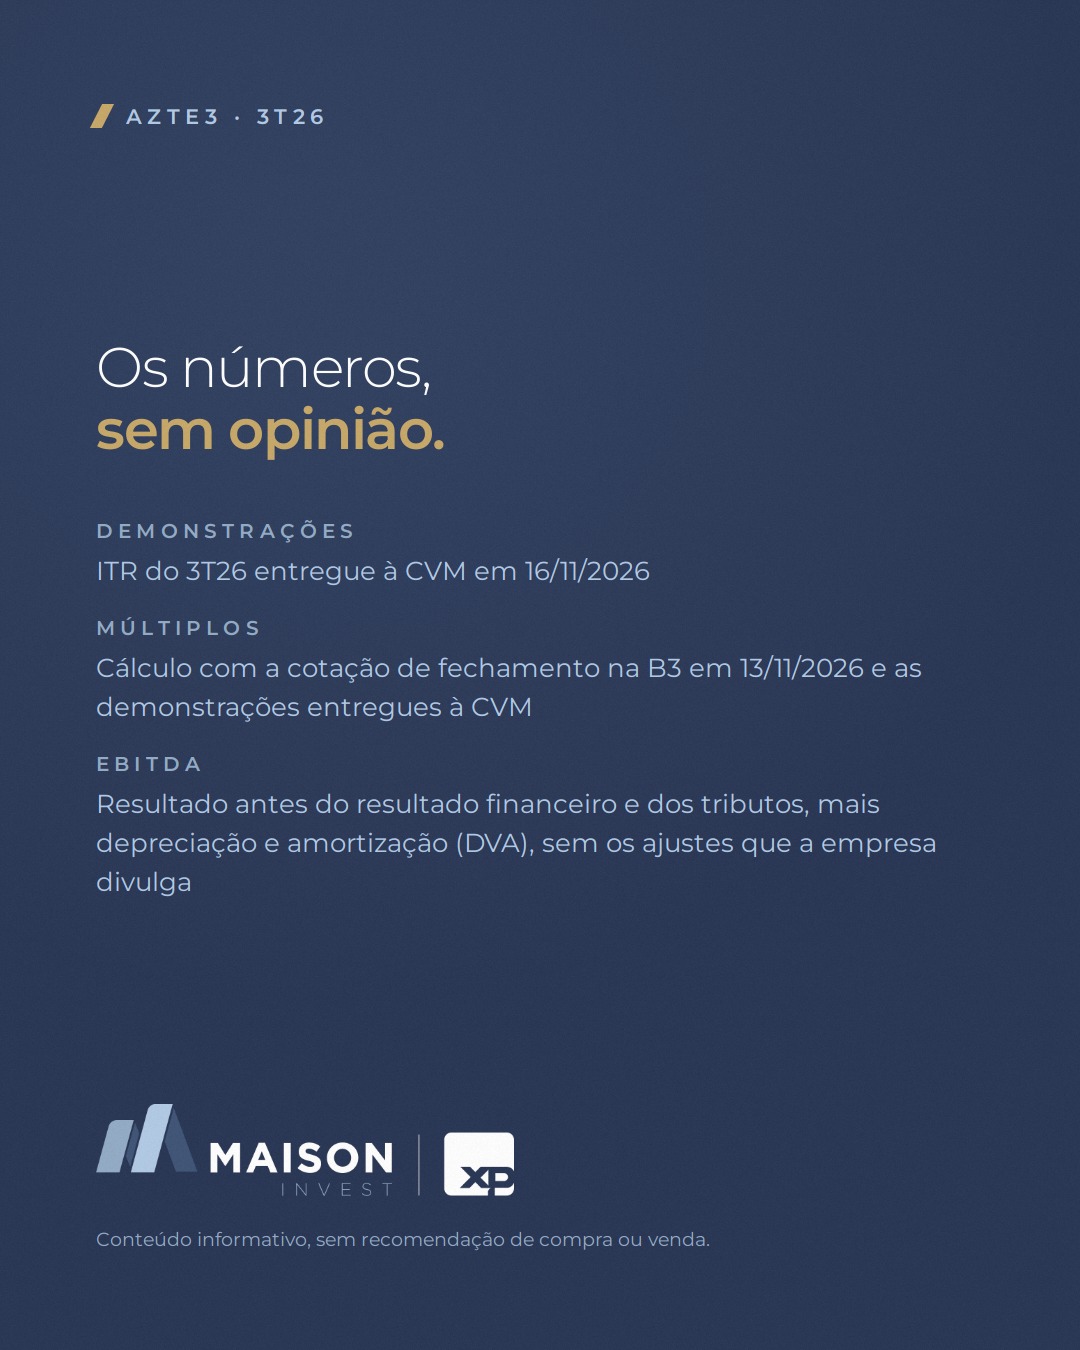 AZTE3 · 3T26
Os números,
sem opinião.
DEMONSTRAÇÕES
ITR do 3T26 entregue à CVM em 16/11/2026
MÚLTIPLOS
Cálculo com a cotação de fechamento na B3 em 13/11/2026 e as
demonstrações entregues à CVM
EBITDA
Resultado antes do resultado financeiro e dos tributos, mais
depreciação e amortização (DVA), sem os ajustes que a empresa
divulga
MAISON
INVEST
xp
Conteúdo informativo, sem recomendação de compra ou venda.